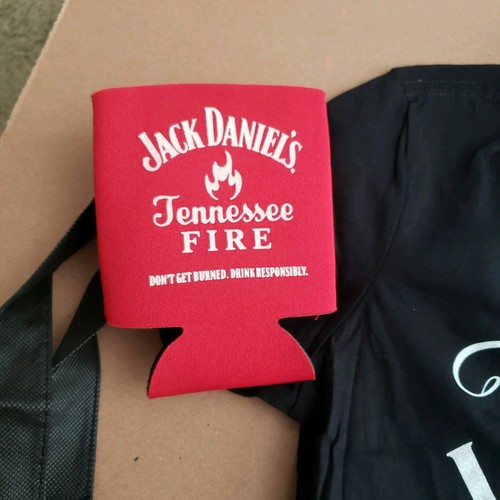 JACK DANIEL'S
Tennessee
FIRE
DON'T GET BURNED. DRINK RESPONSIBLY.